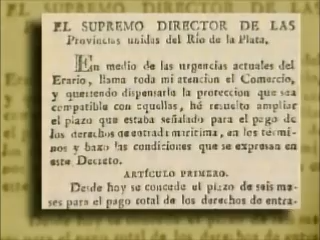 EL SUPREMO DIRECTOR DE LAS
Provincias unidas del Rio de la Plata.
En medio de las urgencias actuales del
Erario, llama toda mi atencion el Comercio,
y queriendo dispensarle la proteccion que sea
compatible con aquellas, hé resuelto ampliar
el plazo que estaba señalado para el pago de
los derechos de entrada maritima, en los térmi-
nos y baxo las condiciones que se expresan en
este Decreto.
ARTÍCULO PRIMERO.
Desde hoy se concede el plazo de seis me-
ses para el pago total de los derechos de entra-